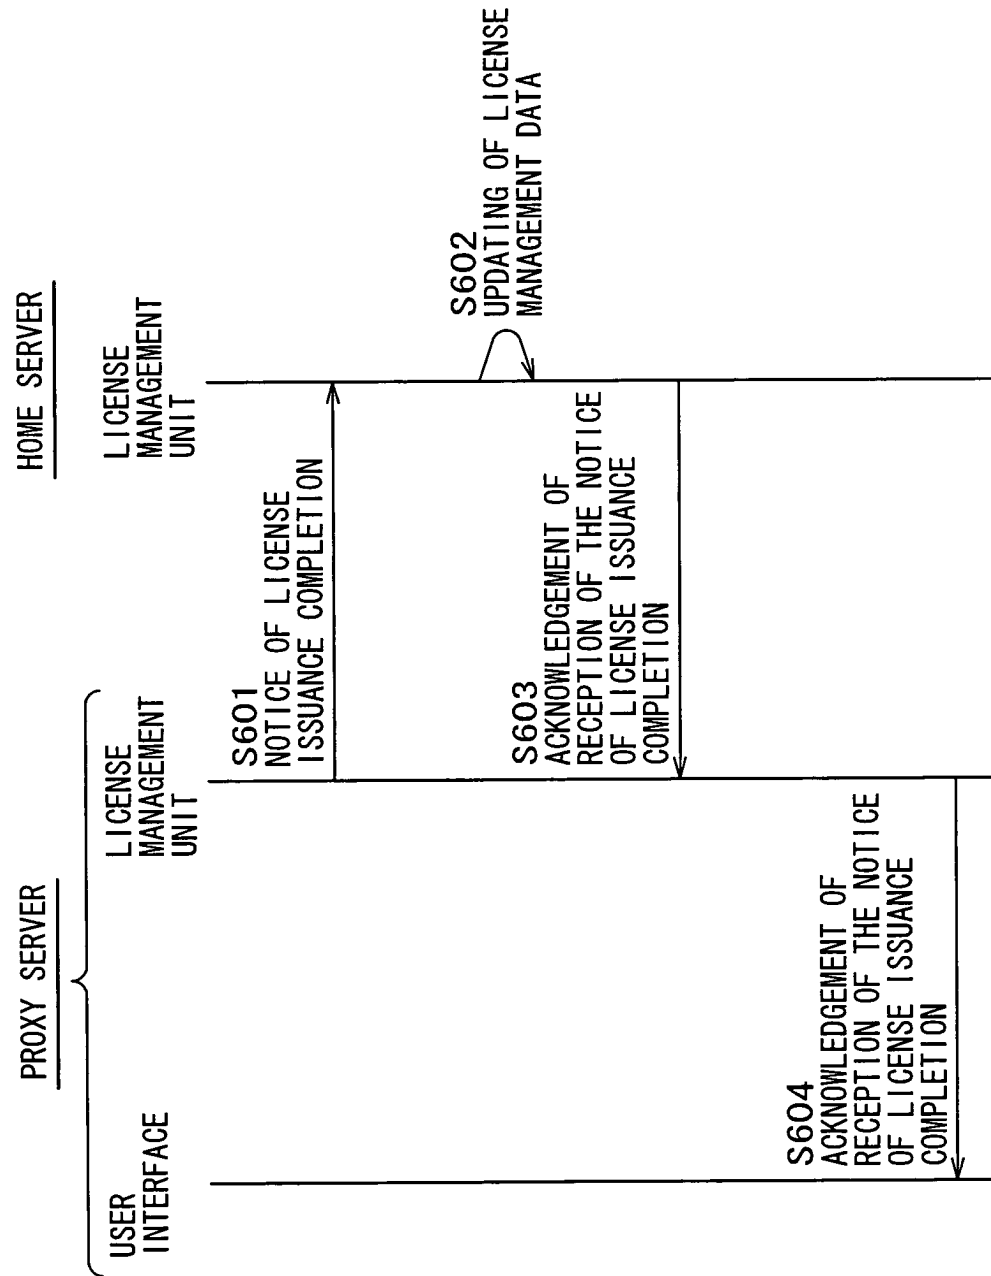 PROXY SERVER
HOME SERVER
USER
INTERFACE
LICENSE
MANAGEMENT
UNIT
LICENSE
MANAGEMENT
UNIT
S601
NOTICE OF LICENSE
ISSUANCE COMPLETION
S602
UPDATING OF LICENSE
MANAGEMENT DATA
S603
ACKNOWLEDGEMENT OF
RECEPTION OF THE NOTICE
OF LICENSE ISSUANCE
COMPLETION
S604
ACKNOWLEDGEMENT OF
RECEPTION OF THE NOTICE
OF LICENSE ISSUANCE
COMPLETION